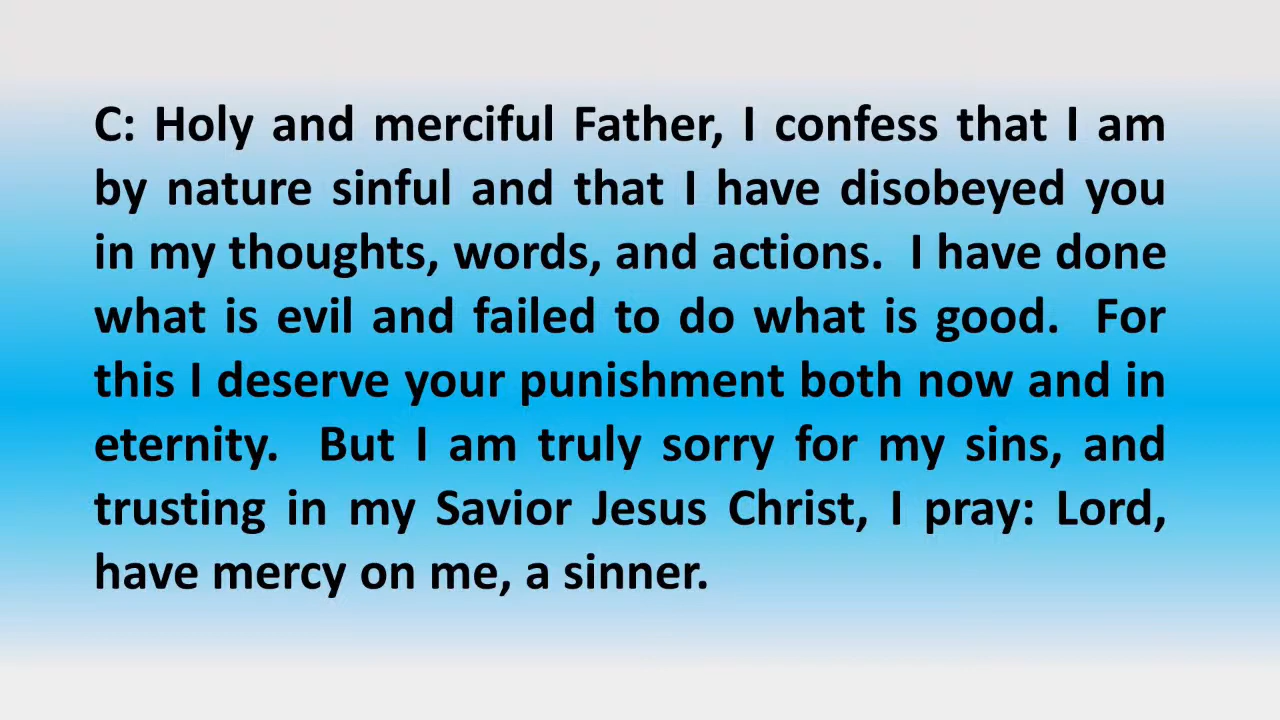 C: Holy and merciful Father, I confess that I am
by nature sinful and that I have disobeyed you
in my thoughts, words, and actions.  I have done
what is evil and failed to do what is good.  For
this I deserve your punishment both now and in
eternity.  But I am truly sorry for my sins, and
trusting in my Savior Jesus Christ, I pray: Lord,
have mercy on me, a sinner.